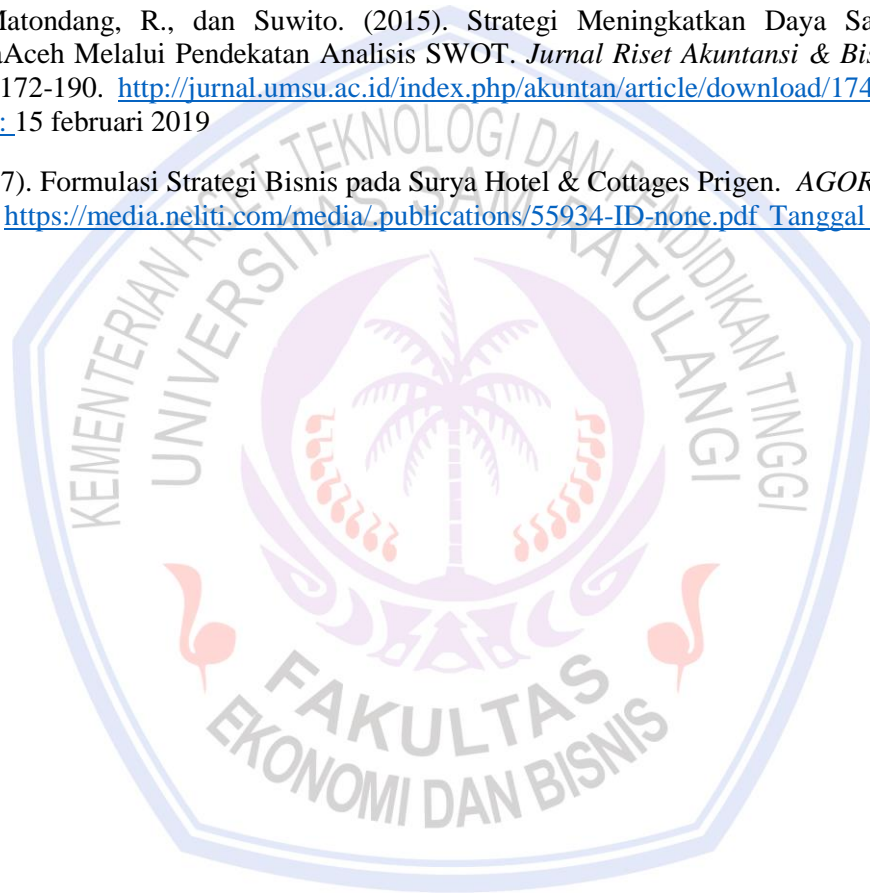 Matondang, R., dan Suwito. (2015). Strategi Meningkatkan Daya Sa
Aceh Melalui Pendekatan Analisis SWOT. Jurnal Riset Akuntansi & Bis
172-190. http://jurnal.umsu.ac.id/index.php/akuntan/article/download/174
: 15 februari 2019
7). Formulasi Strategi Bisnis pada Surya Hotel & Cottages Prigen. AGOR
https://media.neliti.com/media/.publications/55934-ID-none.pdf Tanggal
KEMENTERIAN RISET TEKNOLOGI DAN PENDIDIKAN TINGGI
UNIVERSITAS SAM RATULANGI
FAKULTAS
EKONOMI DAN BISNIS